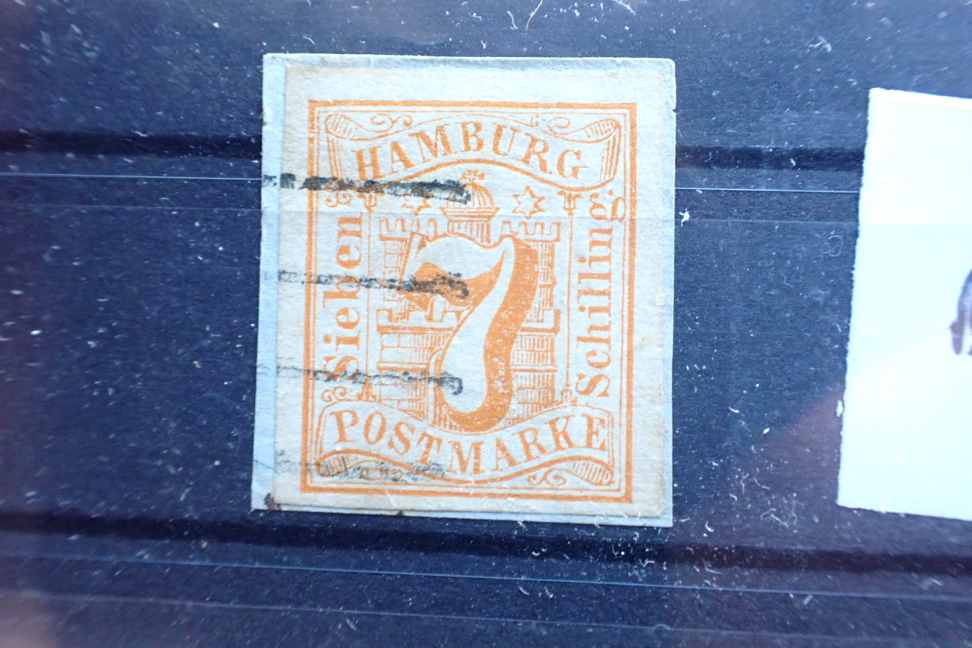 HAMBURG
Sieben
7
Schilling
POSTMARKE